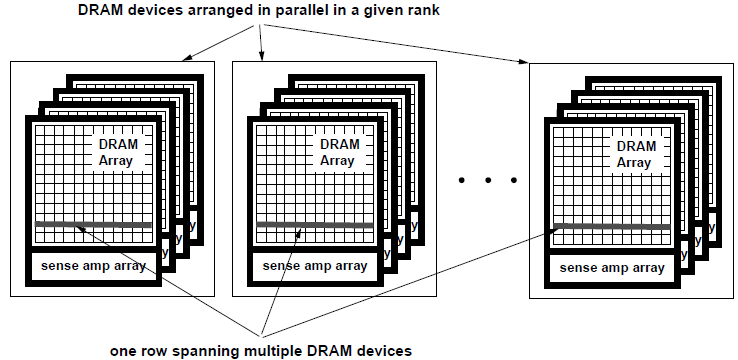 DRAM devices arranged in parallel in a given rank
DRAM
Array
sense amp array
y
y
y
DRAM
Array
sense amp array
y
y
y
DRAM
Array
sense amp array
y
y
y
one row spanning multiple DRAM devices